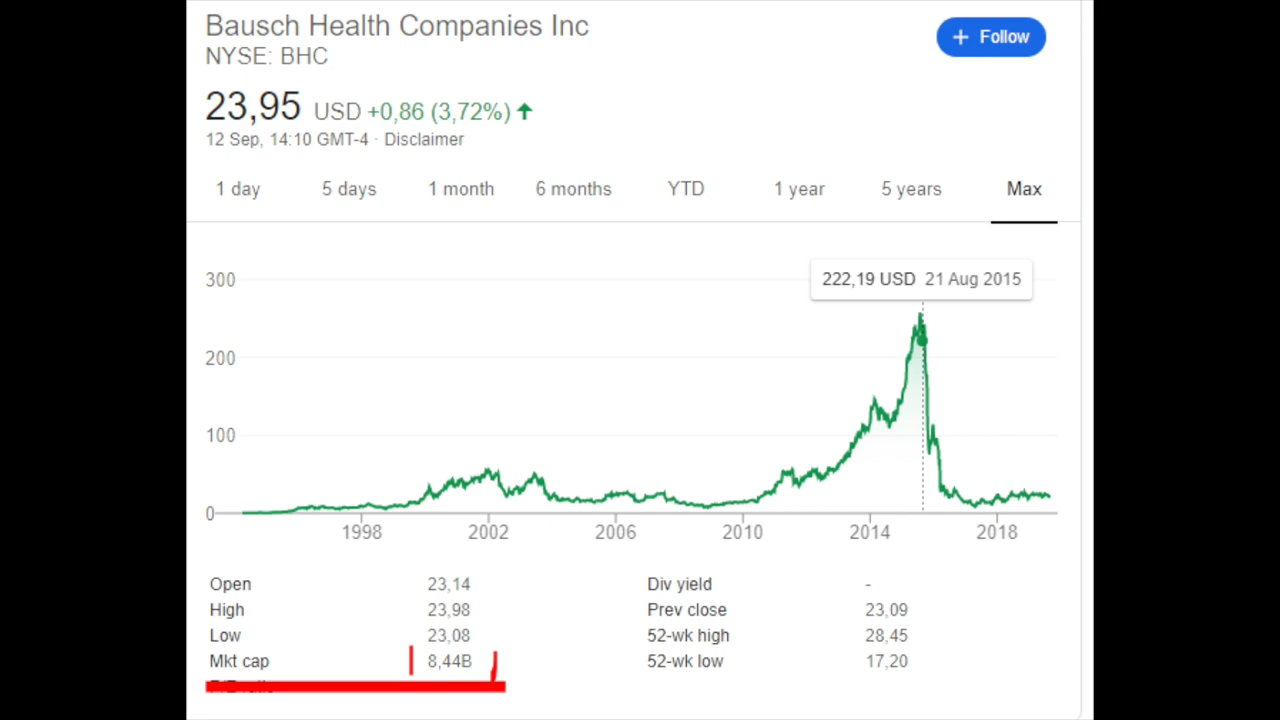 Bausch Health Companies Inc
NYSE: BHC
+ Follow
23,95 USD +0,86 (3,72%)
12 Sep, 14:10 GMT-4 · Disclaimer
1 day 5 days 1 month 6 months YTD 1 year 5 years Max
222,19 USD 21 Aug 2015
300
200
100
0
1998 2002 2006 2010 2014 2018
Open 23,14 Div yield -
High 23,98 Prev close 23,09
Low 23,08 52-wk high 28,45
Mkt cap 8,44B 52-wk low 17,20